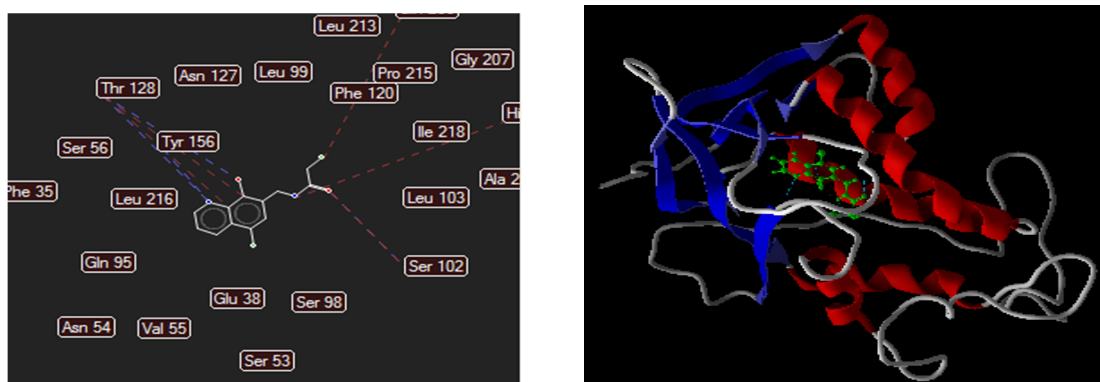 Leu 213
Gly 207
Asn 127
Leu 99
Pro 215
Thr 128
Phe 120
Ile 218
Tyr 156
Ser 56
Phe 35
Leu 216
Leu 103
Gln 95
Ser 102
Glu 38
Ser 98
Asn 54
Val 55
Ser 53